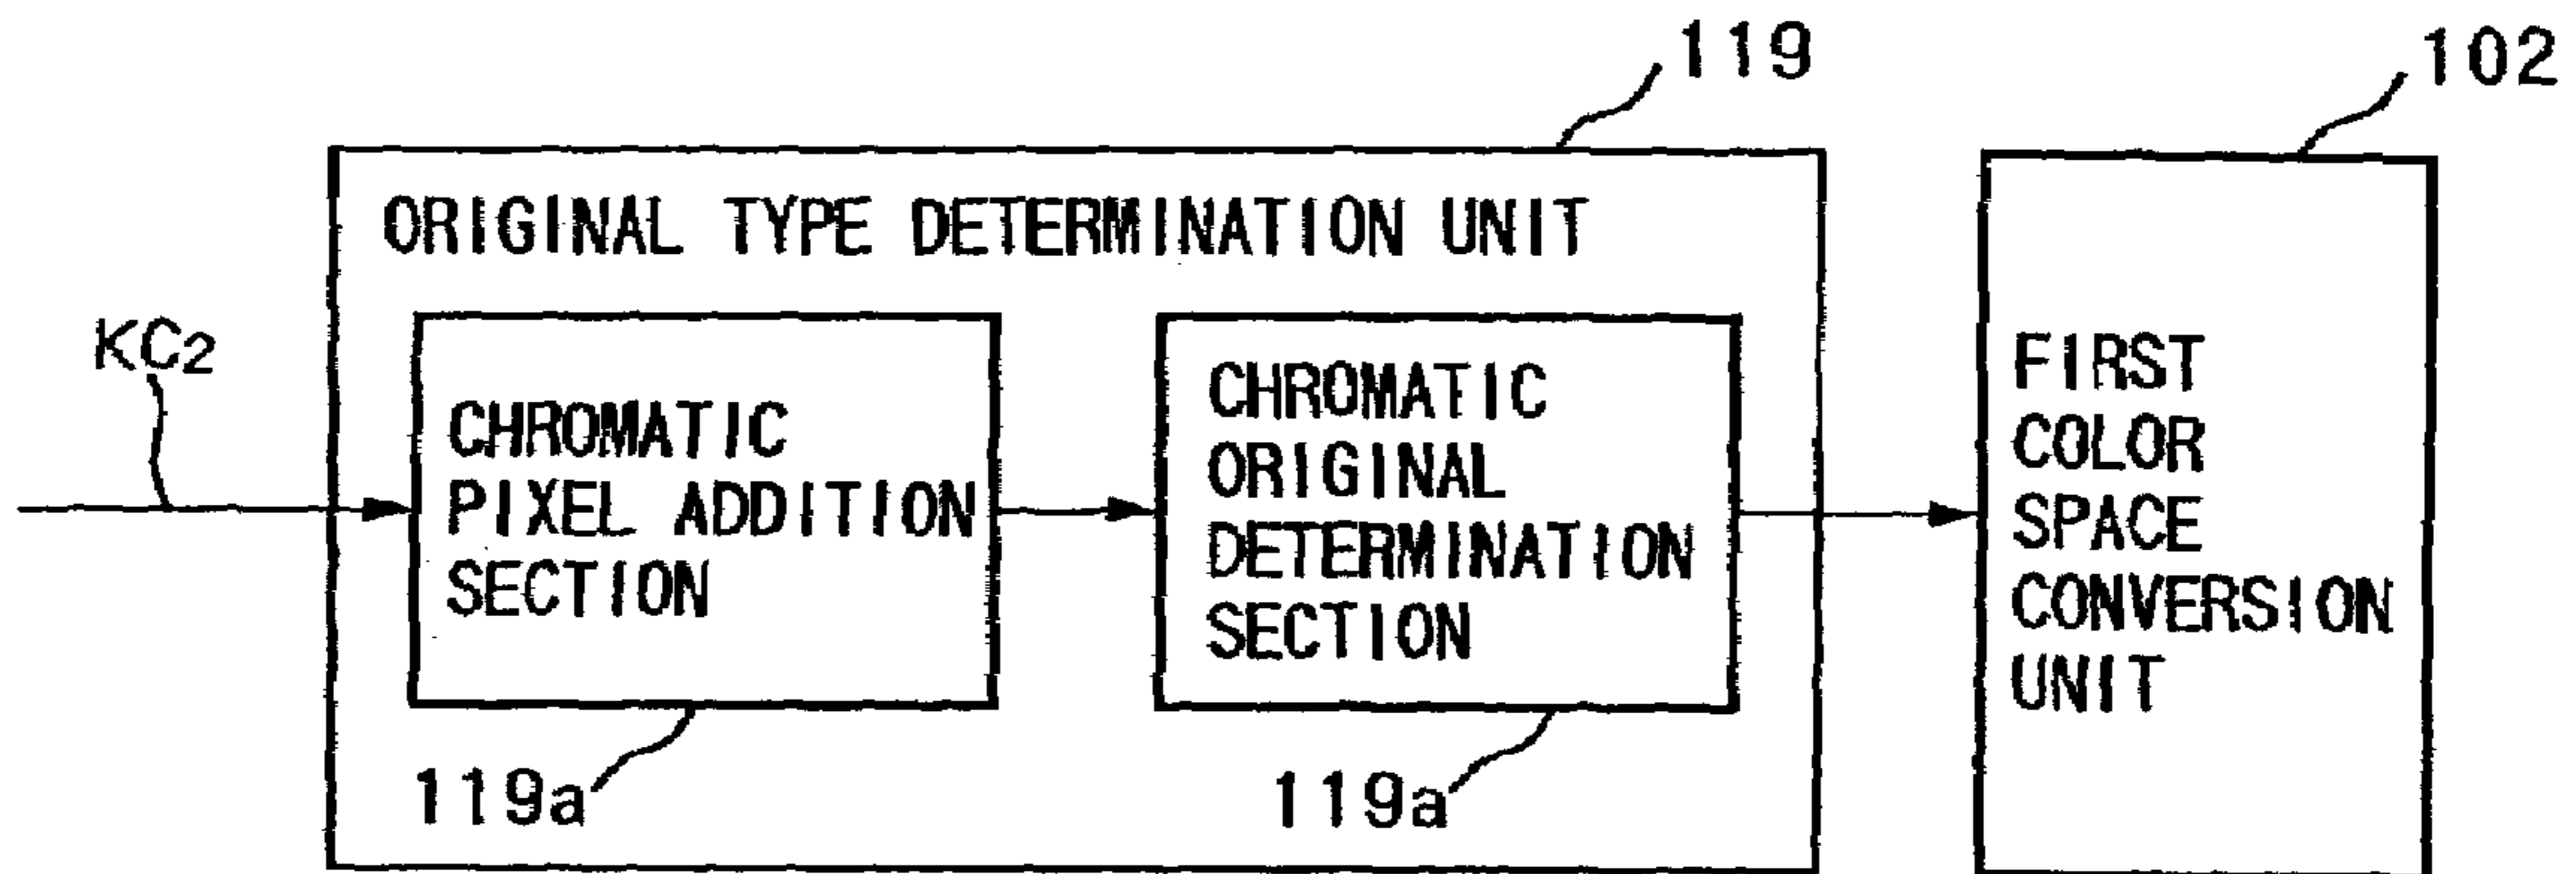 119
102
ORIGINAL TYPE DETERMINATION UNIT
KC2
CHROMATIC
PIXEL ADDITION
SECTION
CHROMATIC
ORIGINAL
DETERMINATION
SECTION
FIRST
COLOR
SPACE
CONVERSION
UNIT
119a
119a